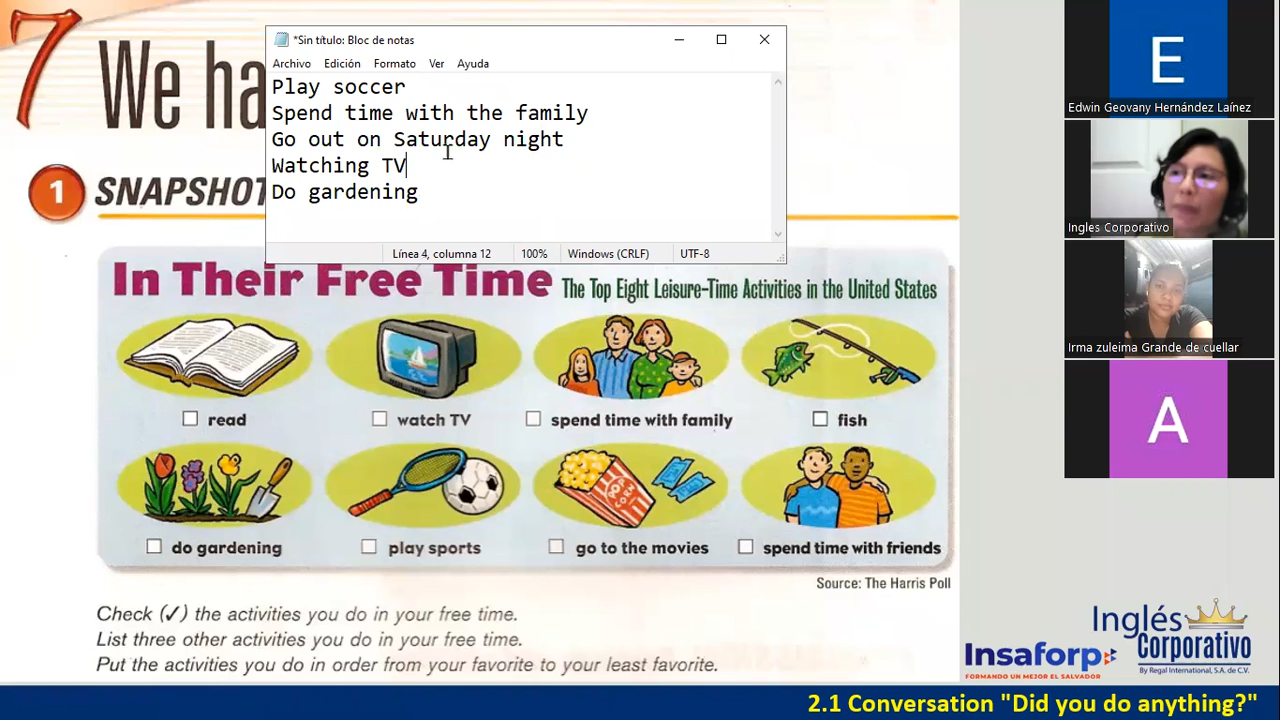 7 We ha
*Sin título: Bloc de notas
Archivo Edición Formato Ver Ayuda
Play soccer
Spend time with the family
Go out on Saturday night
Watching TV
Do gardening
Línea 4, columna 12 100% Windows (CRLF) UTF-8
1 SNAPSHOT
In Their Free Time The Top Eight Leisure-Time Activities in the United States
read watch TV spend time with family fish
POP CORN
do gardening play sports go to the movies spend time with friends
Source: The Harris Poll
Check (✓) the activities you do in your free time.
List three other activities you do in your free time.
Put the activities you do in order from your favorite to your least favorite.
E
Edwin Geovany Hernández Laínez
Ingles Corporativo
Irma zuleima Grande de cuellar
A
Insaforp
FORMANDO UN MEJOR EL SALVADOR
Inglés
Corporativo
By Regal International, S.A. de C.V.
2.1 Conversation "Did you do anything?"